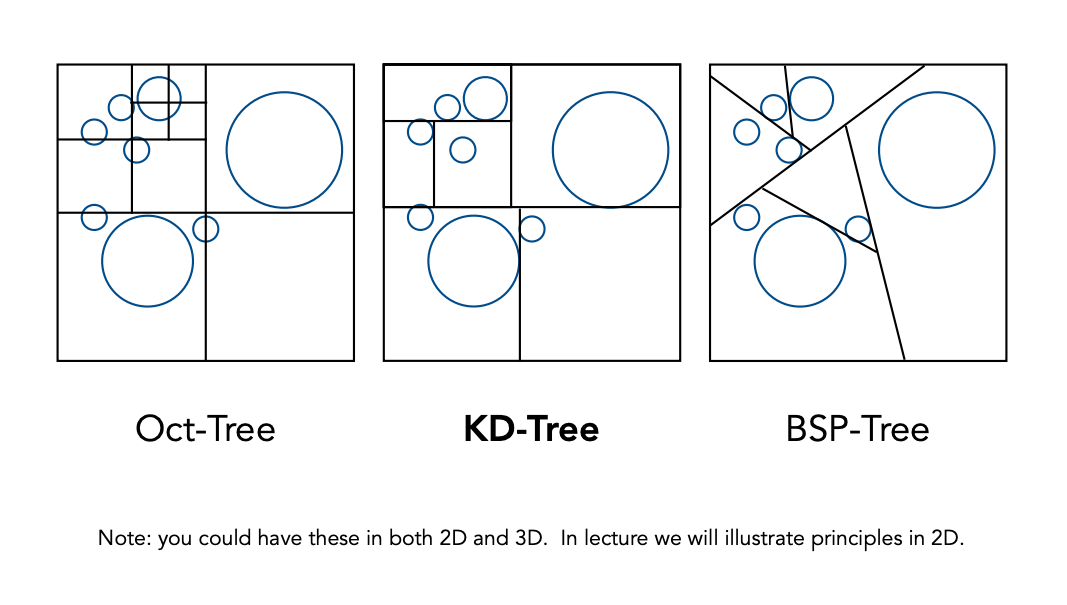 Oct-Tree
KD-Tree
BSP-Tree
Note: you could have these in both 2D and 3D.  In lecture we will illustrate principles in 2D.